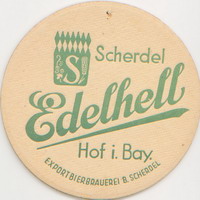 S
Scherdel
Edelhell
Hof i. Bay.
EXPORTBIERBRAUEREI B. SCHERDEL